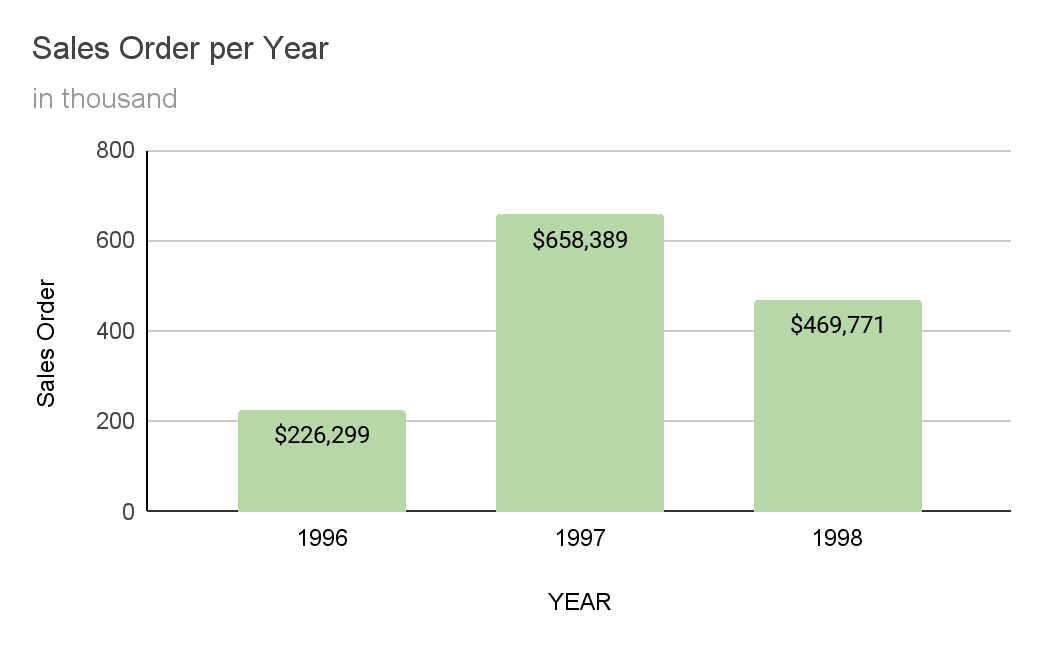 Sales Order per Year
in thousand
800
600
400
200
0
Sales Order
$226,299
$658,389
$469,771
1996
1997
1998
YEAR